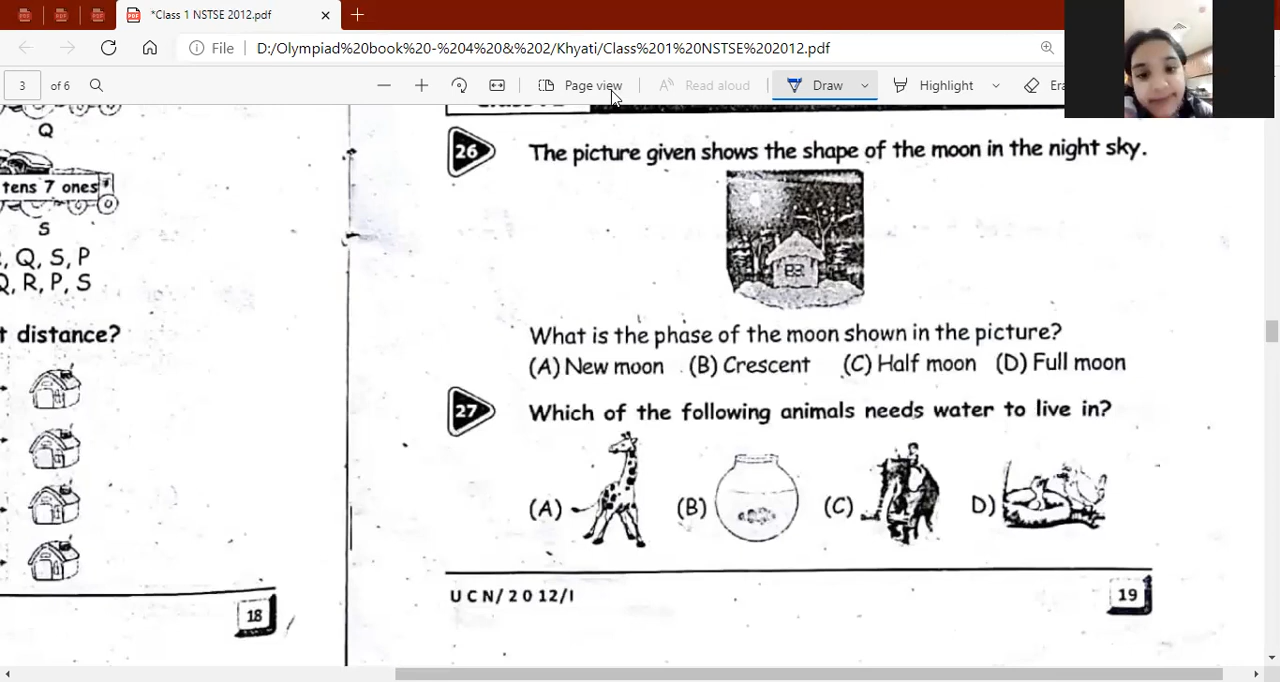 *Class 1 NSTSE 2012.pdf
File D:/Olympiad%20book%20-%204%20&%202/Khyati/Class%201%20NSTSE%202012.pdf
3 of 6 Page view Read aloud Draw Highlight Era
Q
tens 7 ones
S
, Q, S, P
, R, P, S
t distance?
18
26 The picture given shows the shape of the moon in the night sky.
What is the phase of the moon shown in the picture?
(A) New moon (B) Crescent (C) Half moon (D) Full moon
27 Which of the following animals needs water to live in?
(A) (B) (C) D)
UCN/2012/I 19